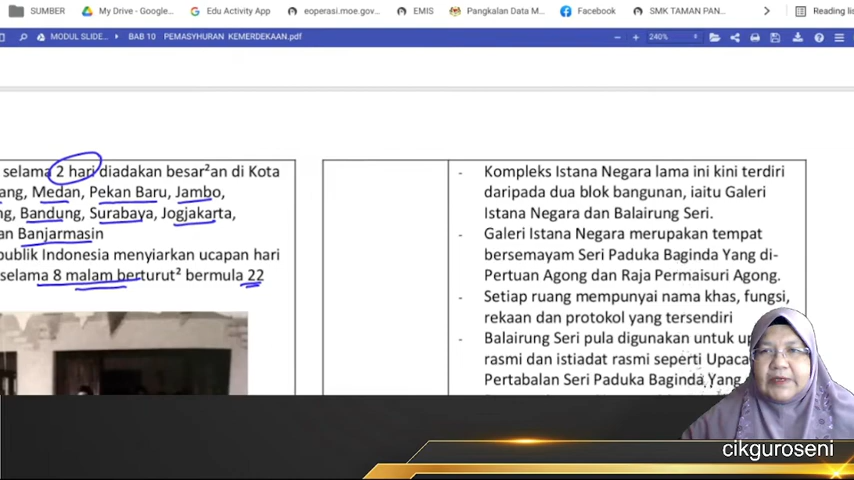 SUMBER My Drive - Google... Edu Activity App eoperasi.moe.gov... EMIS Pangkalan Data M... Facebook SMK TAMAN PAN... Reading list
MODUL SLIDE... BAB 10 PEMASYHURAN KEMERDEKAAN.pdf 240%
selama 2 hari diadakan besar²an di Kota
ang, Medan, Pekan Baru, Jambo,
ng, Bandung, Surabaya, Jogjakarta,
an Banjarmasin
publik Indonesia menyiarkan ucapan hari
selama 8 malam berturut² bermula 22
- Kompleks Istana Negara lama ini kini terdiri
daripada dua blok bangunan, iaitu Galeri
Istana Negara dan Balairung Seri.
- Galeri Istana Negara merupakan tempat
bersemayam Seri Paduka Baginda Yang di-
Pertuan Agong dan Raja Permaisuri Agong.
- Setiap ruang mempunyai nama khas, fungsi,
rekaan dan protokol yang tersendiri
- Balairung Seri pula digunakan untuk
rasmi dan istiadat rasmi seperti Upaca
Pertabalan Seri Paduka Baginda Yang
cikguroseni